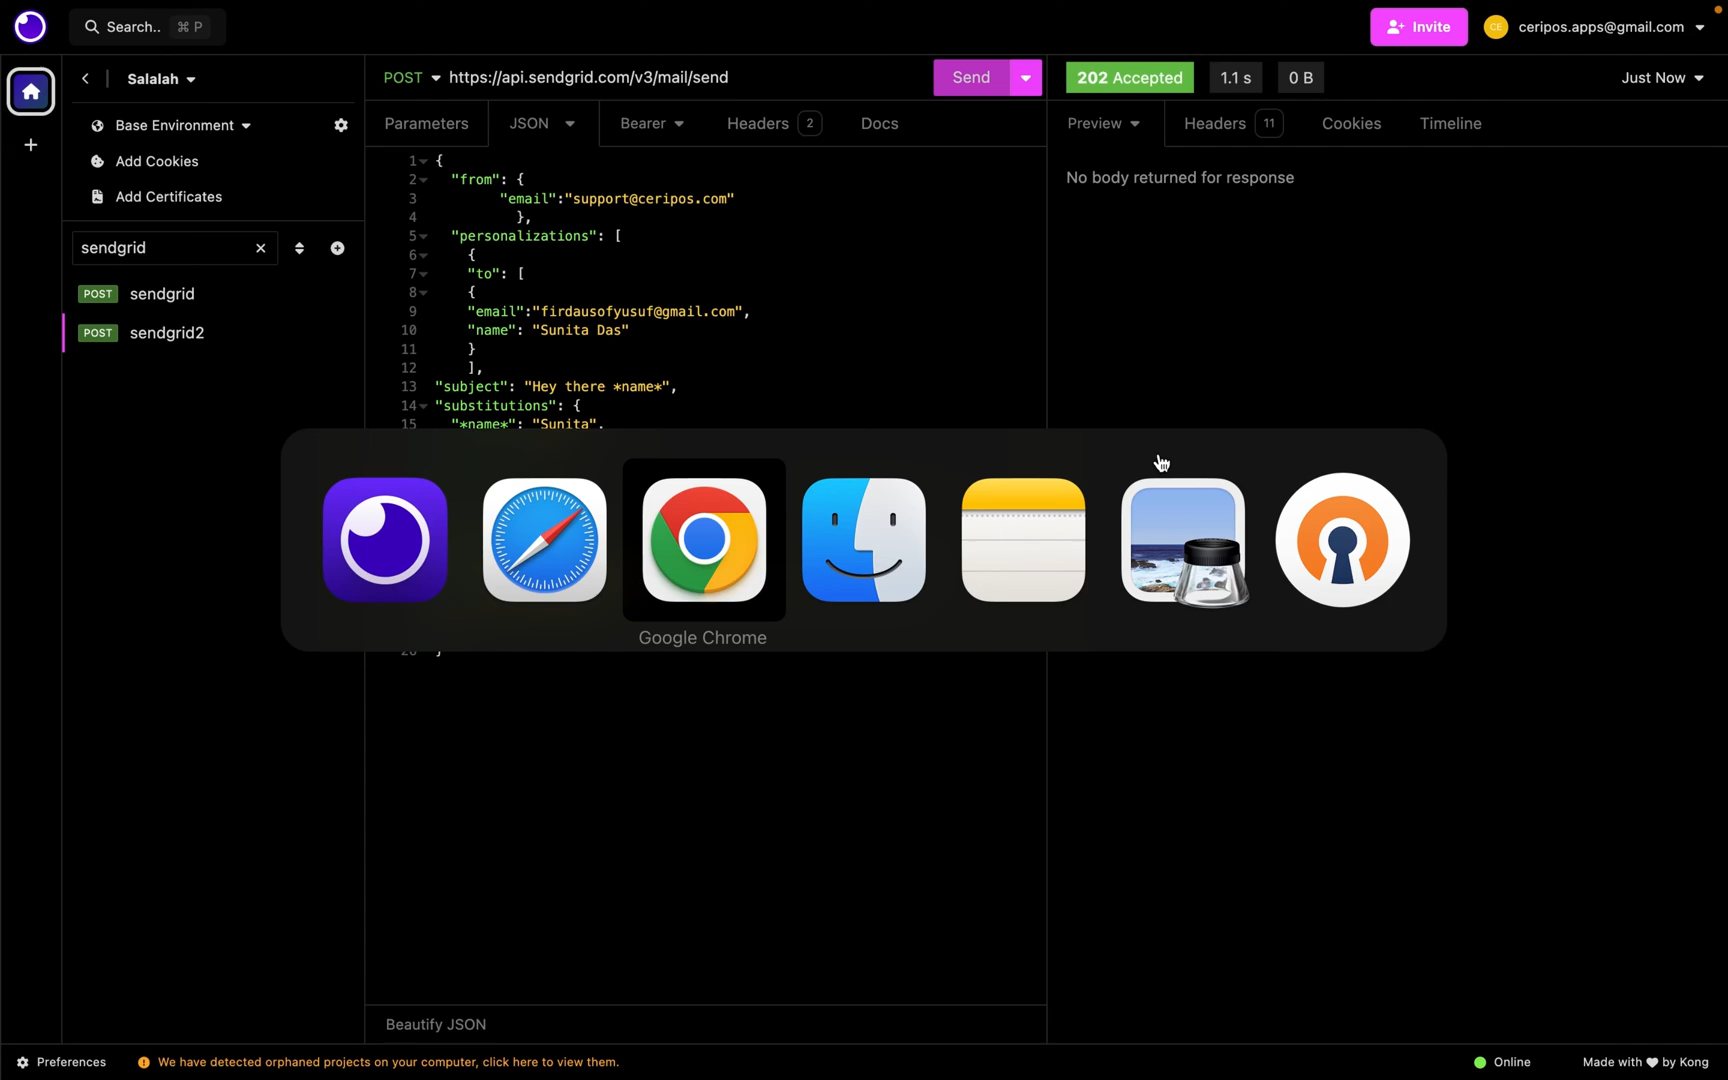 Search.. ⌘ P
Invite
CE ceripos.apps@gmail.com
Salalah
Base Environment
Add Cookies
Add Certificates
sendgrid
POST sendgrid
POST sendgrid2
POST https://api.sendgrid.com/v3/mail/send
Send
Parameters JSON Bearer Headers 2 Docs
1 {
2 "from": {
3 "email":"support@ceripos.com"
4 },
5 "personalizations": [
6 {
7 "to": [
8 {
9 "email":"firdausofyusuf@gmail.com",
10 "name": "Sunita Das"
11 }
12 ],
13 "subject": "Hey there *name*",
14 "substitutions": {
15 "*name*": "Sunita",
Beautify JSON
202 Accepted 1.1 s 0 B Just Now
Preview Headers 11 Cookies Timeline
No body returned for response
Google Chrome
Preferences
We have detected orphaned projects on your computer, click here to view them.
Online
Made with ♥ by Kong